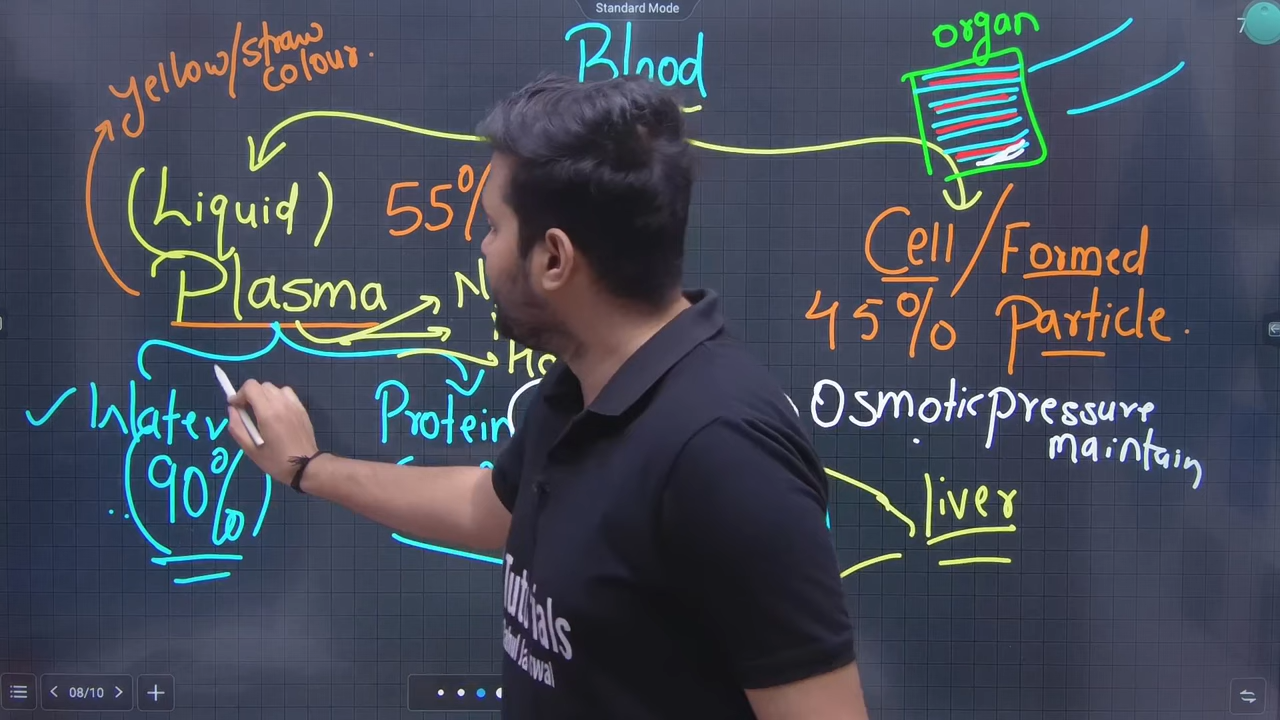 Standard Mode
Blood
organ
yellow/straw
colour.
(Liquid) 55%
Plasma
Cell/Formed
45% Particle.
✓ Water
(90%)
Protein
Osmotic pressure
maintain
liver
Tutorials
08/10